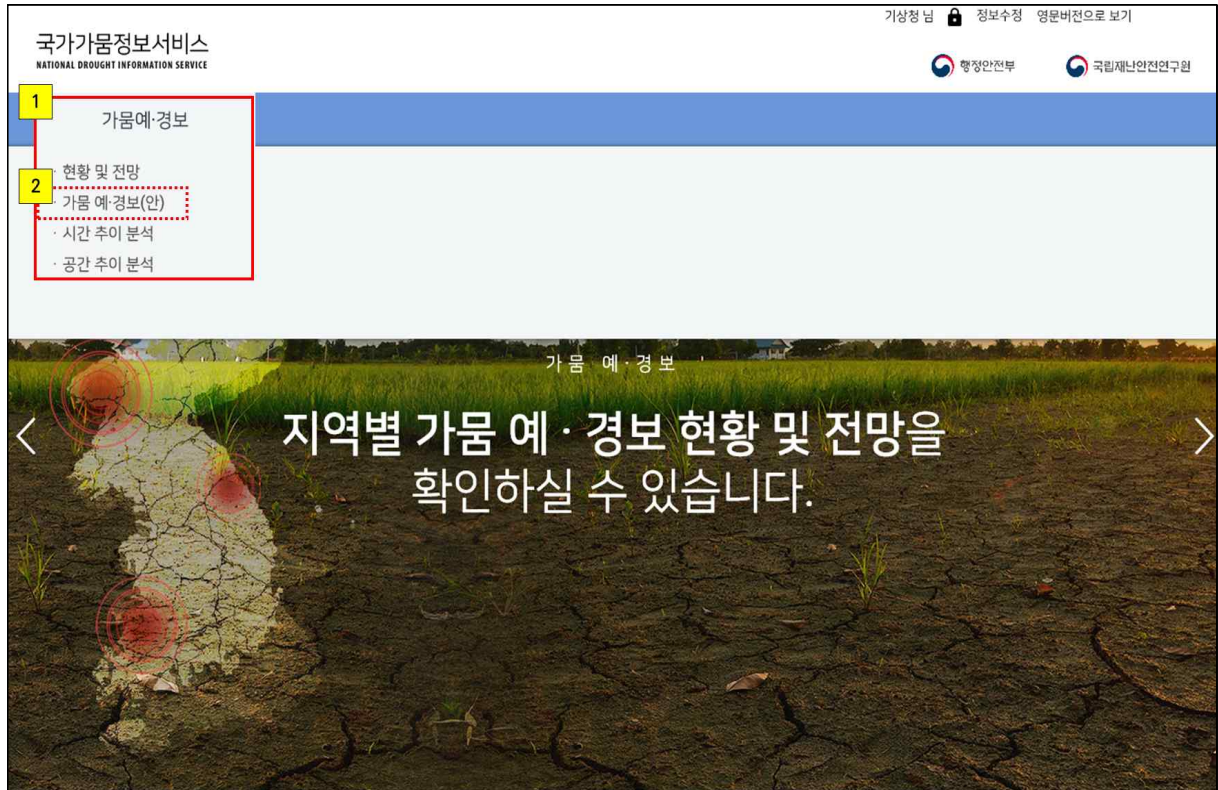 기상청 님 정보수정 영문버전으로 보기
국가가뭄정보서비스
NATIONAL DROUGHT INFORMATION SERVICE
행정안전부 국립재난안전연구원
1
가뭄예·경보
· 현황 및 전망
2
· 가뭄 예·경보(안)
· 시간 추이 분석
· 공간 추이 분석
가뭄 예·경보
지역별 가뭄 예·경보 현황 및 전망을
확인하실 수 있습니다.